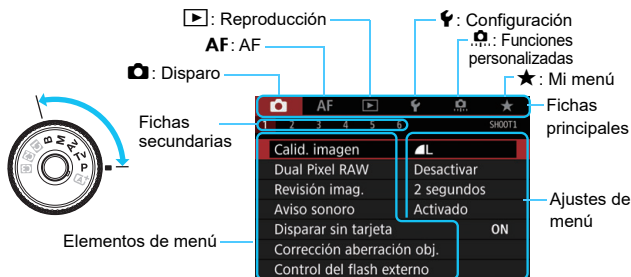 : Reproducción
: Configuración
AF: AF
: Funciones
personalizadas
: Disparo
: Mi menú
AF
Fichas
principales
Fichas
secundarias
1 2 3 4 5 6 SHOOT1
Calid. imagen L
Dual Pixel RAW Desactivar
Revisión imag. 2 segundos
Aviso sonoro Activado
Disparar sin tarjeta ON
Corrección aberración obj.
Control del flash externo
Ajustes de
menú
Elementos de menú
B
M
Av
Tv
P
A+